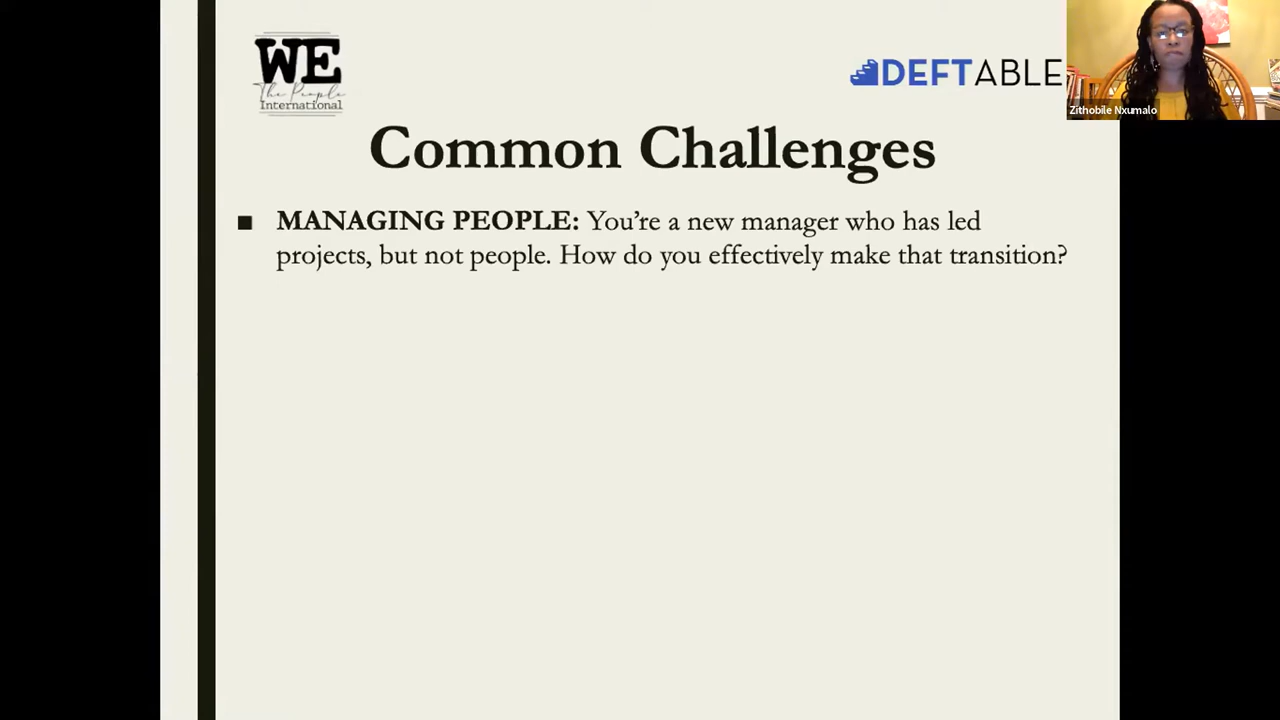 WE
The People
International
DEFTABLE
Zithobile Nxumalo
Common Challenges
■ MANAGING PEOPLE: You’re a new manager who has led
projects, but not people. How do you effectively make that transition?